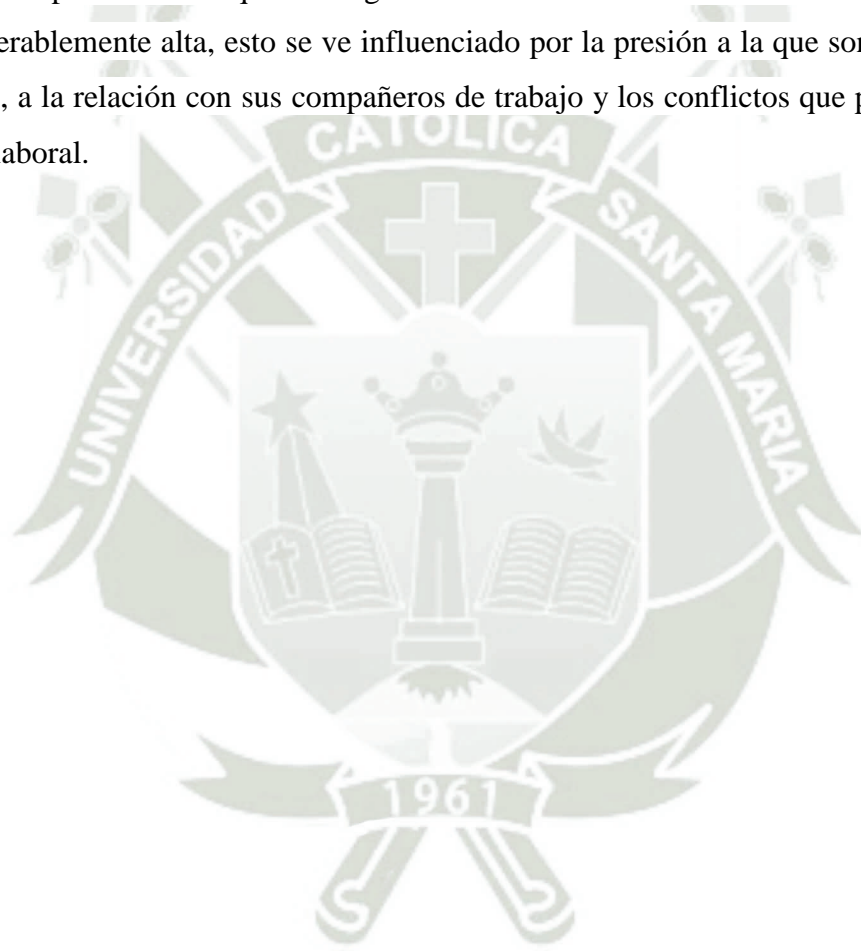 erablemente alta, esto se ve influenciado por la presión a la que son
, a la relación con sus compañeros de trabajo y los conflictos que p
aboral.
CATOLICA
UNIVERSIDAD
SANTA MARIA
1961